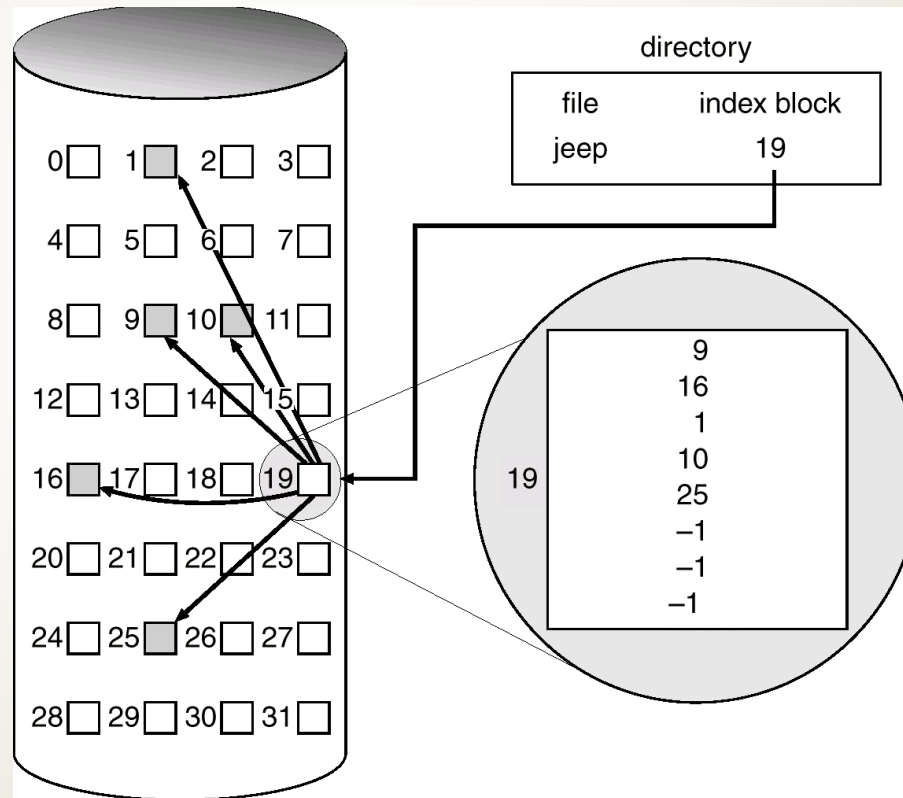 directory
file index block
jeep 19
0 1 2 3
4 5 6 7
8 9 10 11
12 13 14 15
16 17 18 19
20 21 22 23
24 25 26 27
28 29 30 31
19
9
16
1
10
25
–1
–1
–1